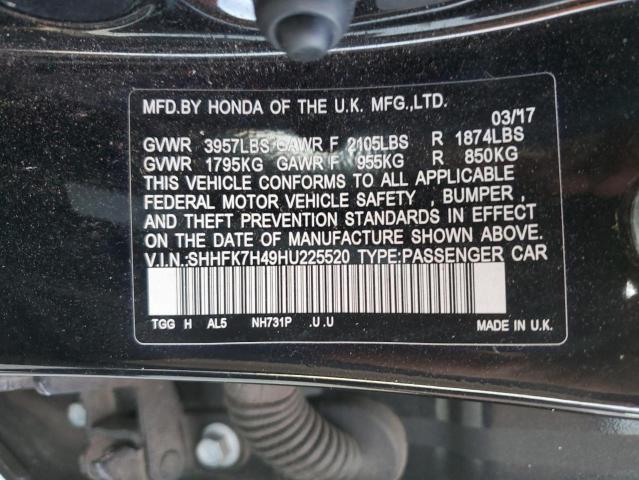 MFD.BY HONDA OF THE U.K. MFG.,LTD.
03/17
GVWR 3957LBS GAWR F 2105LBS R 1874LBS
GVWR 1795KG GAWR F 955KG R 850KG
THIS VEHICLE CONFORMS TO ALL APPLICABLE
FEDERAL MOTOR VEHICLE SAFETY , BUMPER ,
AND THEFT PREVENTION STANDARDS IN EFFECT
ON THE DATE OF MANUFACTURE SHOWN ABOVE.
V.I.N.:SHHFK7H49HU225520 TYPE:PASSENGER CAR
TGG H AL5 NH731P .U .U MADE IN U.K.